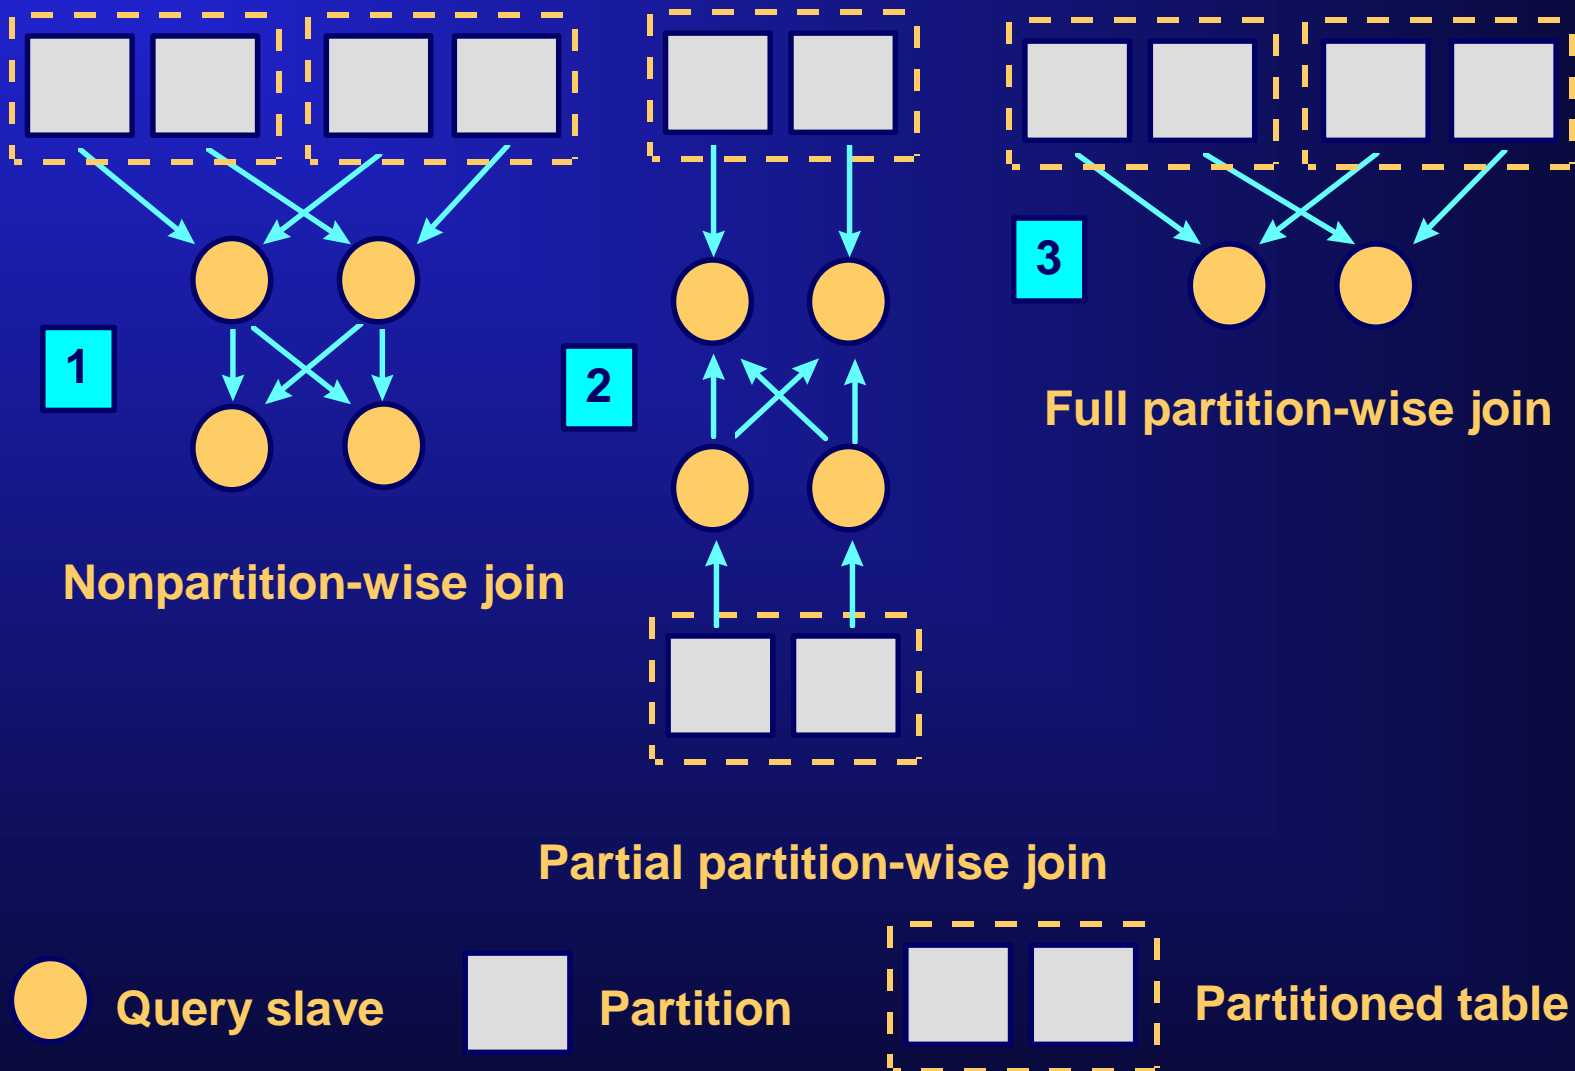 3
1
2
Full partition-wise join
Nonpartition-wise join
Partial partition-wise join
Query slave
Partition
Partitioned table